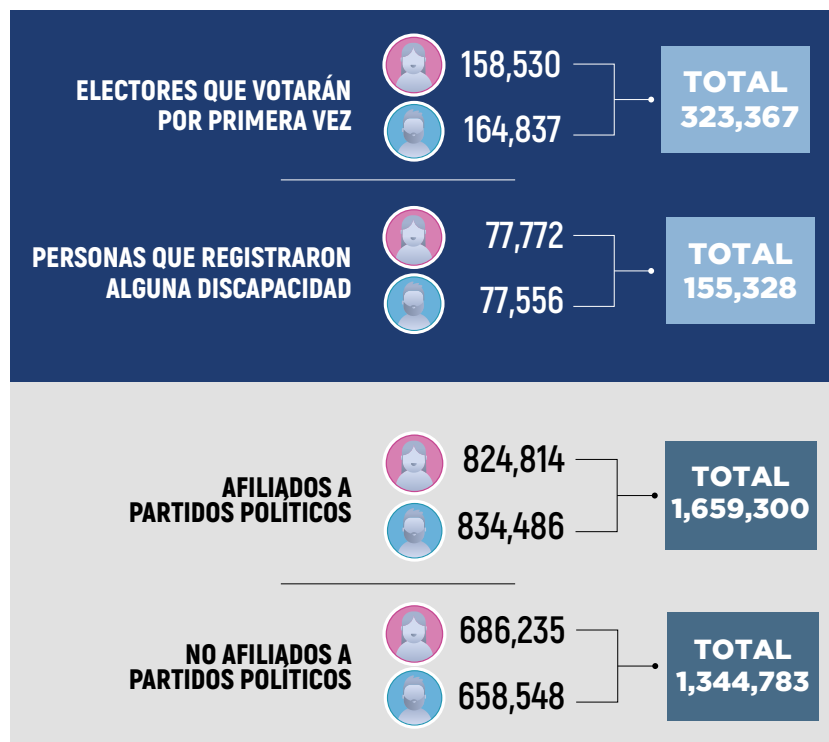 ELECTORES QUE VOTARÁN
POR PRIMERA VEZ
158,530
164,837
TOTAL
323,367
PERSONAS QUE REGISTRARON
ALGUNA DISCAPACIDAD
77,772
77,556
TOTAL
155,328
AFILIADOS A
PARTIDOS POLÍTICOS
824,814
834,486
TOTAL
1,659,300
NO AFILIADOS A
PARTIDOS POLÍTICOS
686,235
658,548
TOTAL
1,344,783